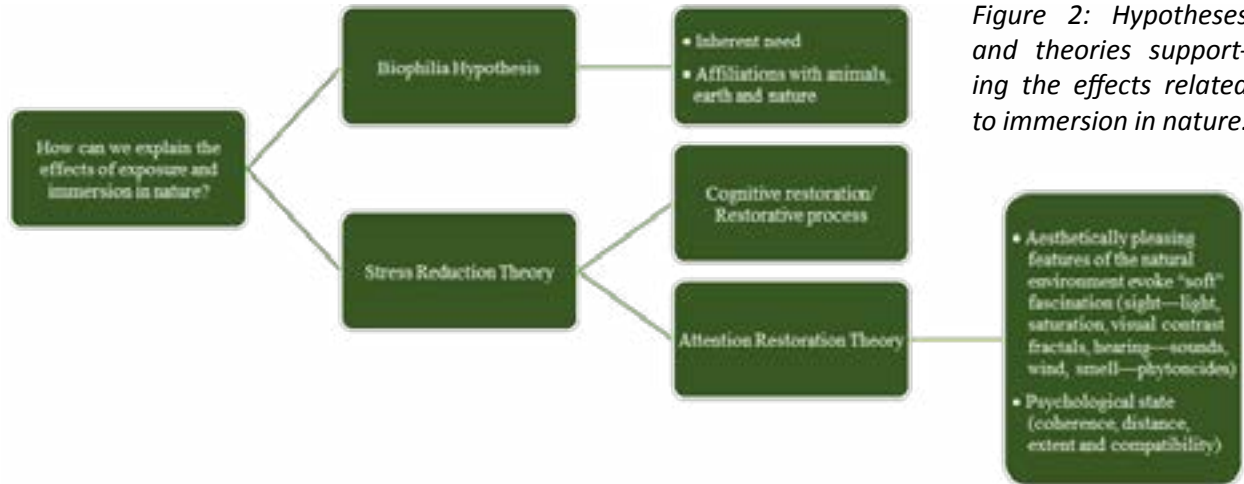 How can we explain the
effects of exposure and
immersion in nature?
Biophilia Hypothesis
• Inherent need
• Affiliations with animals,
earth and nature
Stress Reduction Theory
Cognitive restoration/
Restorative process
Attention Restoration Theory
• Aesthetically pleasing
features of the natural
environment evoke “soft”
fascination (sight—light,
saturation, visual contrast
fractals, hearing—sounds,
wind, smell—phytoncides)
• Psychological state
(coherence, distance,
extent and compatibility)
Figure 2: Hypotheses
and theories support-
ing the effects related
to immersion in nature.